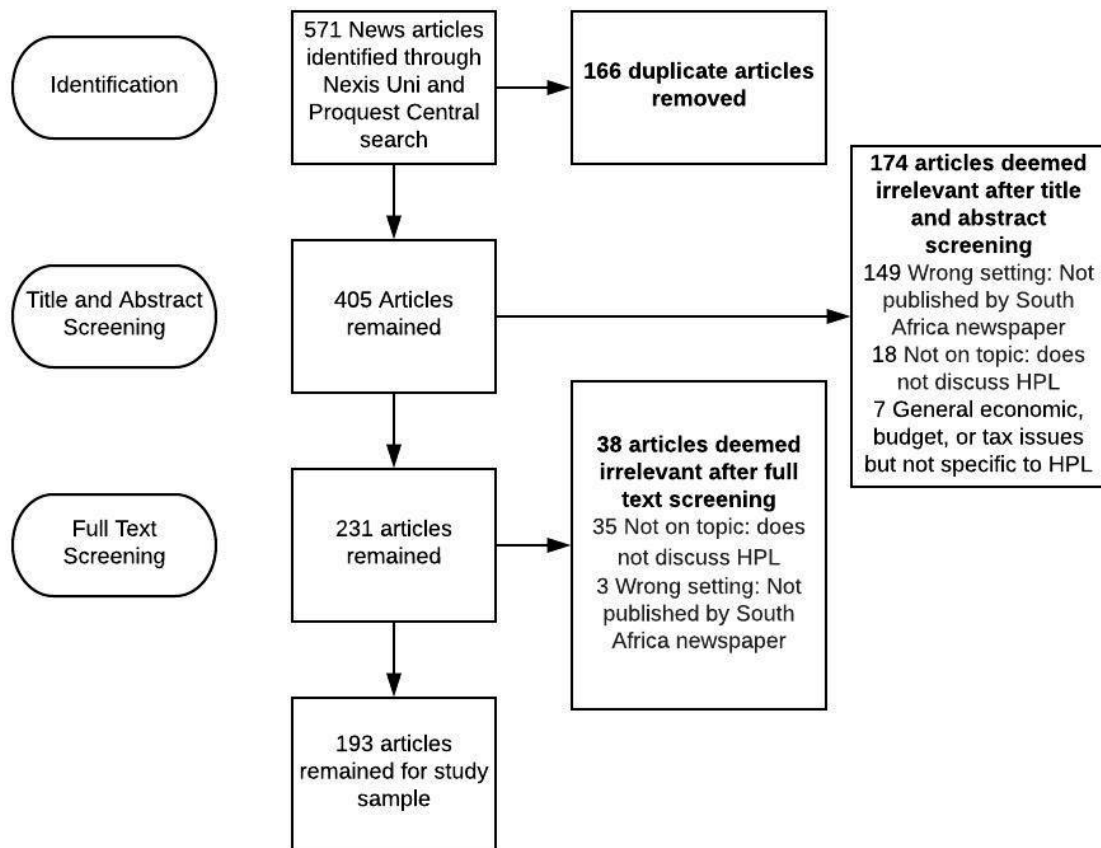 Identification
571 News articles
identified through
Nexis Uni and
Proquest Central
search
166 duplicate articles
removed
174 articles deemed
irrelevant after title
and abstract
screening
149 Wrong setting: Not
published by South
Africa newspaper
18 Not on topic: does
not discuss HPL
7 General economic,
budget, or tax issues
but not specific to HPL
Title and Abstract
Screening
405 Articles
remained
Full Text
Screening
231 articles
remained
38 articles deemed
irrelevant after full
text screening
35 Not on topic: does
not discuss HPL
3 Wrong setting: Not
published by South
Africa newspaper
193 articles
remained for study
sample